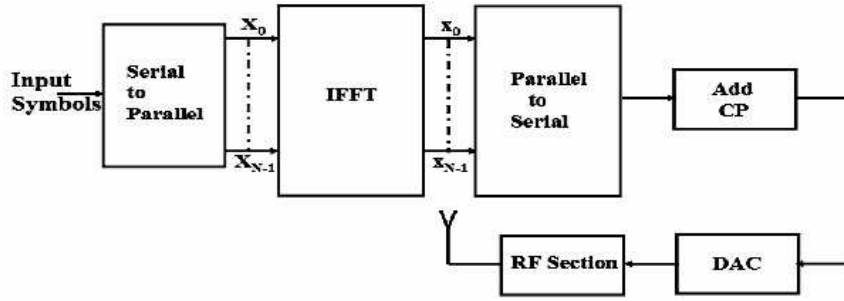 Input
Symbols
Serial
to
Parallel
X0
XN-1
IFFT
x0
xN-1
Parallel
to
Serial
Add
CP
RF Section
DAC